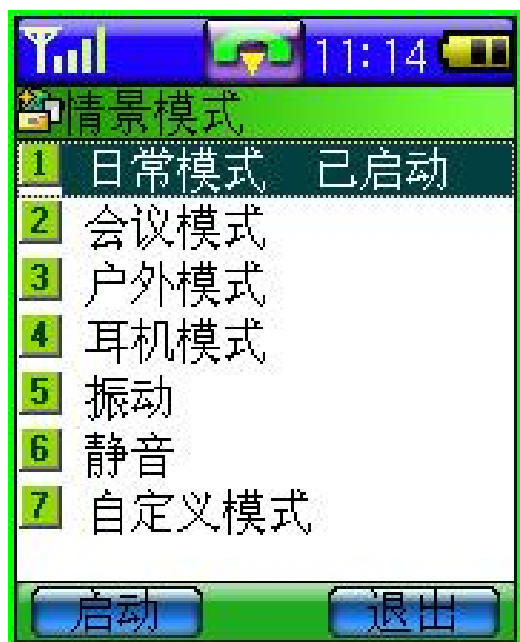 11:14
情景模式
1 日常模式 已启动
2 会议模式
3 户外模式
4 耳机模式
5 振动
6 静音
7 自定义模式
启动 退出